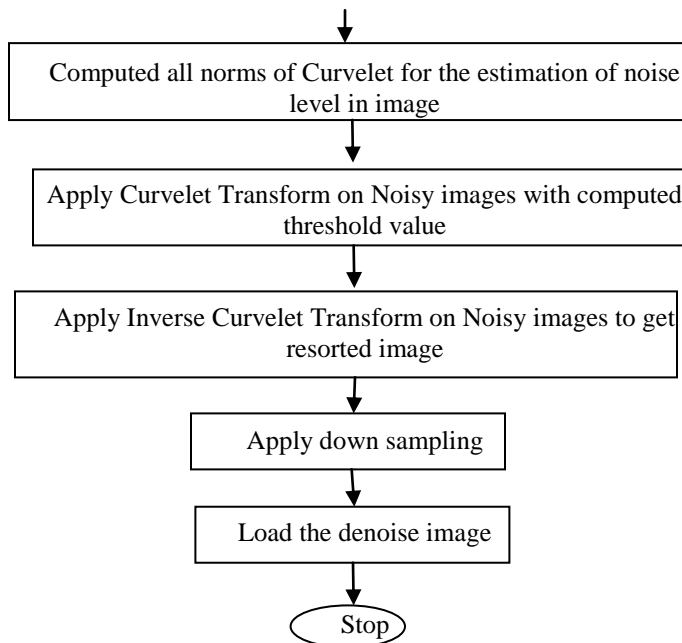 Computed all norms of Curvelet for the estimation of noise
level in image
Apply Curvelet Transform on Noisy images with computed
threshold value
Apply Inverse Curvelet Transform on Noisy images to get
resorted image
Apply down sampling
Load the denoise image
Stop